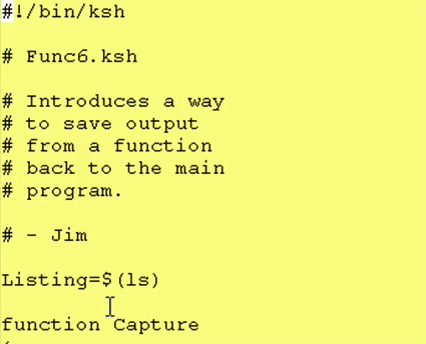 #!/bin/ksh
# Func6.ksh
# Introduces a way
# to save output
# from a function
# back to the main
# program.
# - Jim
Listing=$(ls)
function Capture